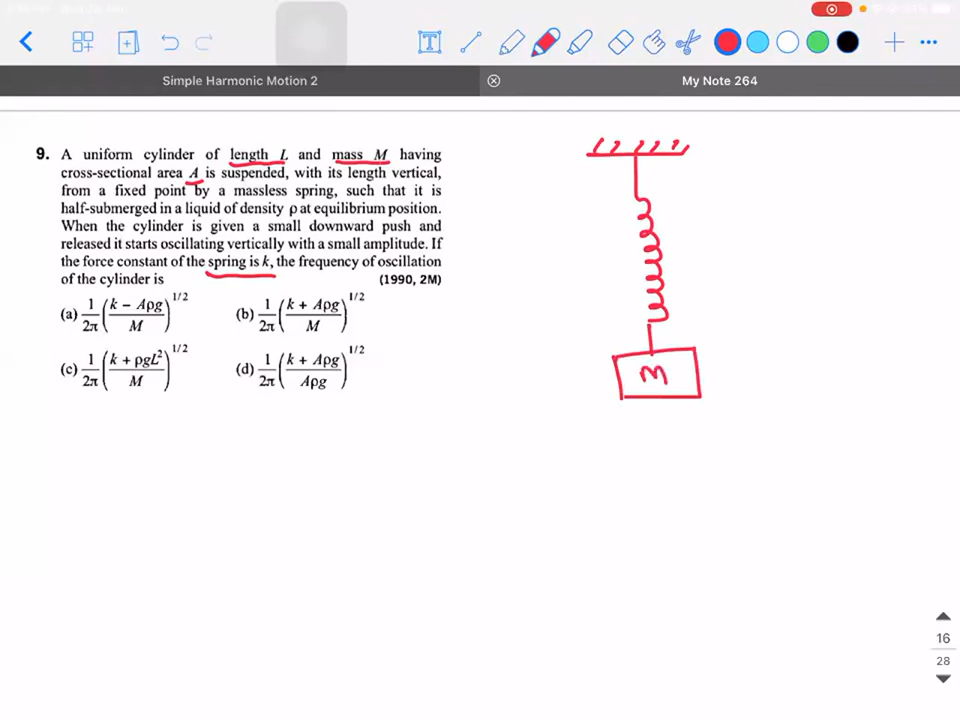 Simple Harmonic Motion 2
My Note 264
9. A uniform cylinder of length L and mass M having
cross-sectional area A is suspended, with its length vertical,
from a fixed point by a massless spring, such that it is
half-submerged in a liquid of density ρ at equilibrium position.
When the cylinder is given a small downward push and
released it starts oscillating vertically with a small amplitude. If
the force constant of the spring is k, the frequency of oscillation
of the cylinder is (1990, 2M)
(a) 1/2π (k − Aρg / M)^1/2 (b) 1/2π (k + Aρg / M)^1/2
(c) 1/2π (k + ρgL² / M)^1/2 (d) 1/2π (k + Aρg / Aρg)^1/2
16
28